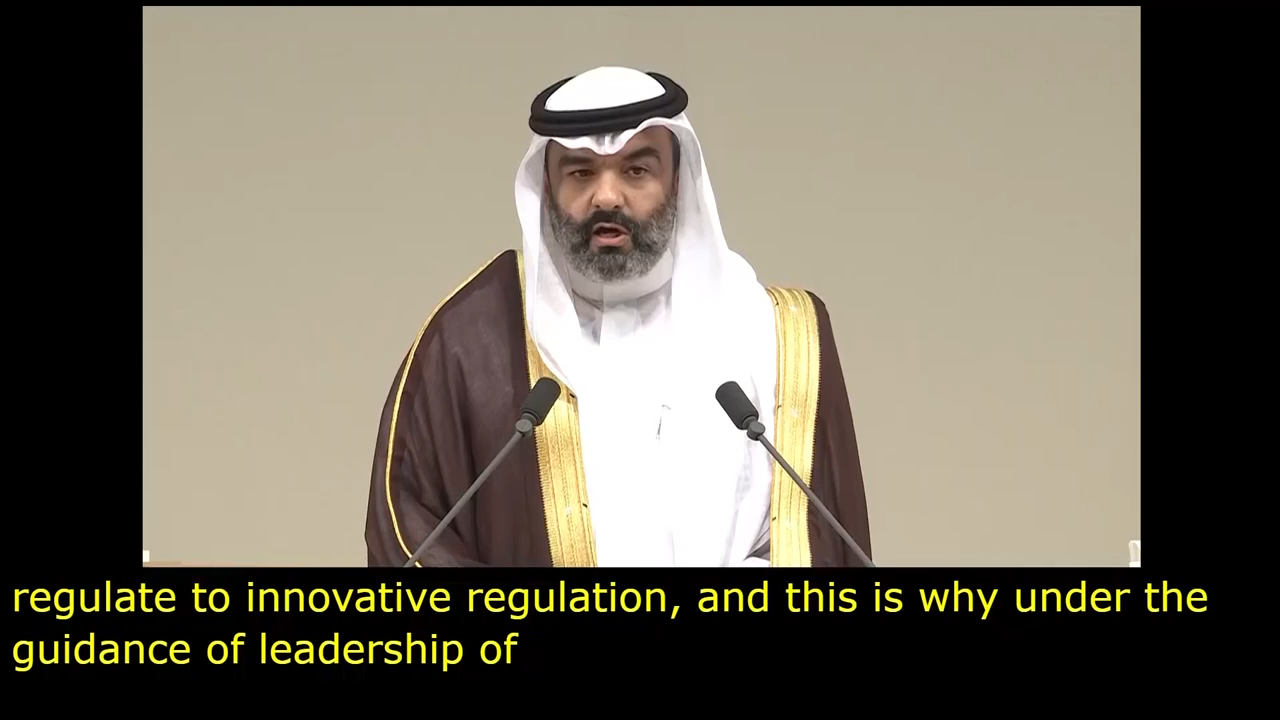 regulate to innovative regulation, and this is why under the
guidance of leadership of